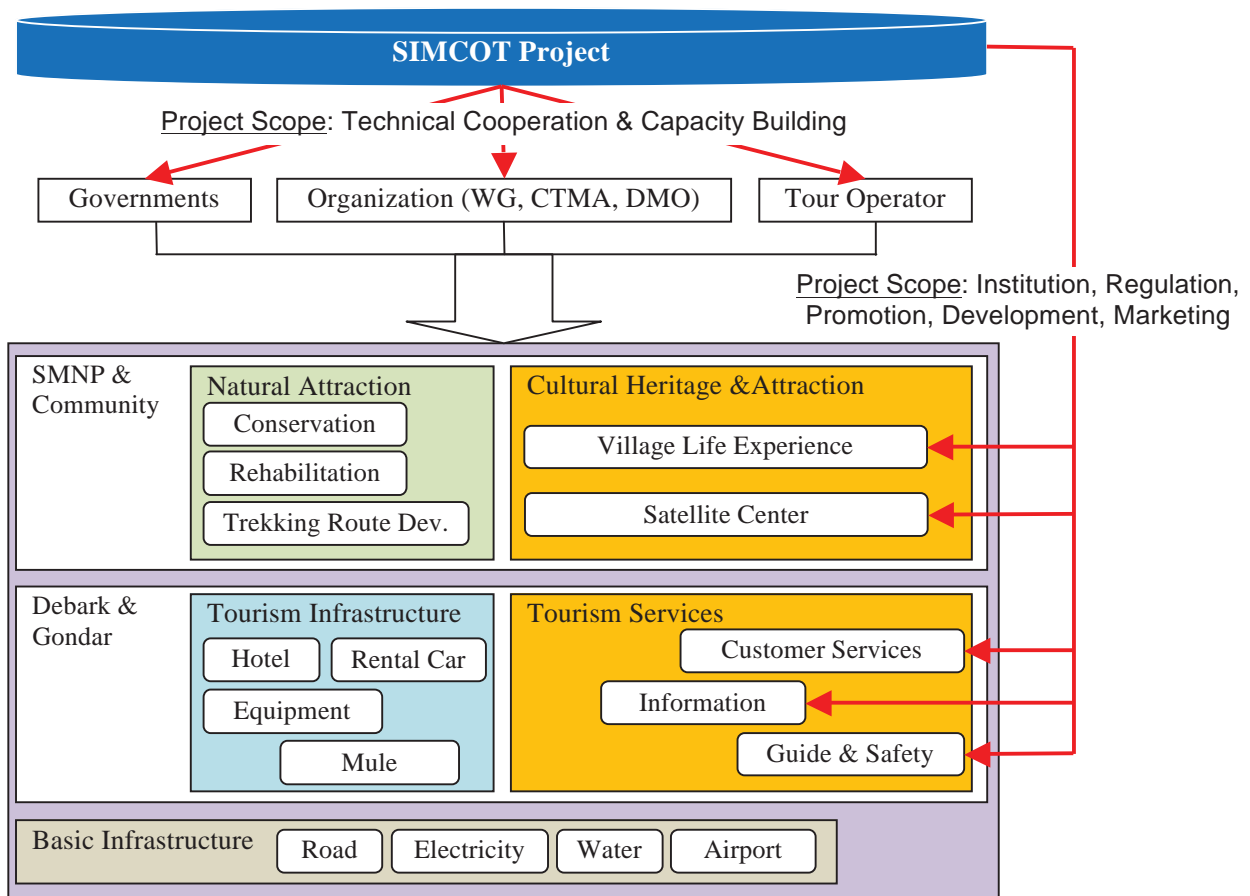 SIMCOT Project
Project Scope: Technical Cooperation & Capacity Building
Governments
Organization (WG, CTMA, DMO)
Tour Operator
Project Scope: Institution, Regulation,
Promotion, Development, Marketing
SMNP &
Community
Natural Attraction
Conservation
Rehabilitation
Trekking Route Dev.
Cultural Heritage &Attraction
Village Life Experience
Satellite Center
Debark &
Gondar
Tourism Infrastructure
Hotel
Rental Car
Equipment
Mule
Tourism Services
Customer Services
Information
Guide & Safety
Basic Infrastructure
Road
Electricity
Water
Airport